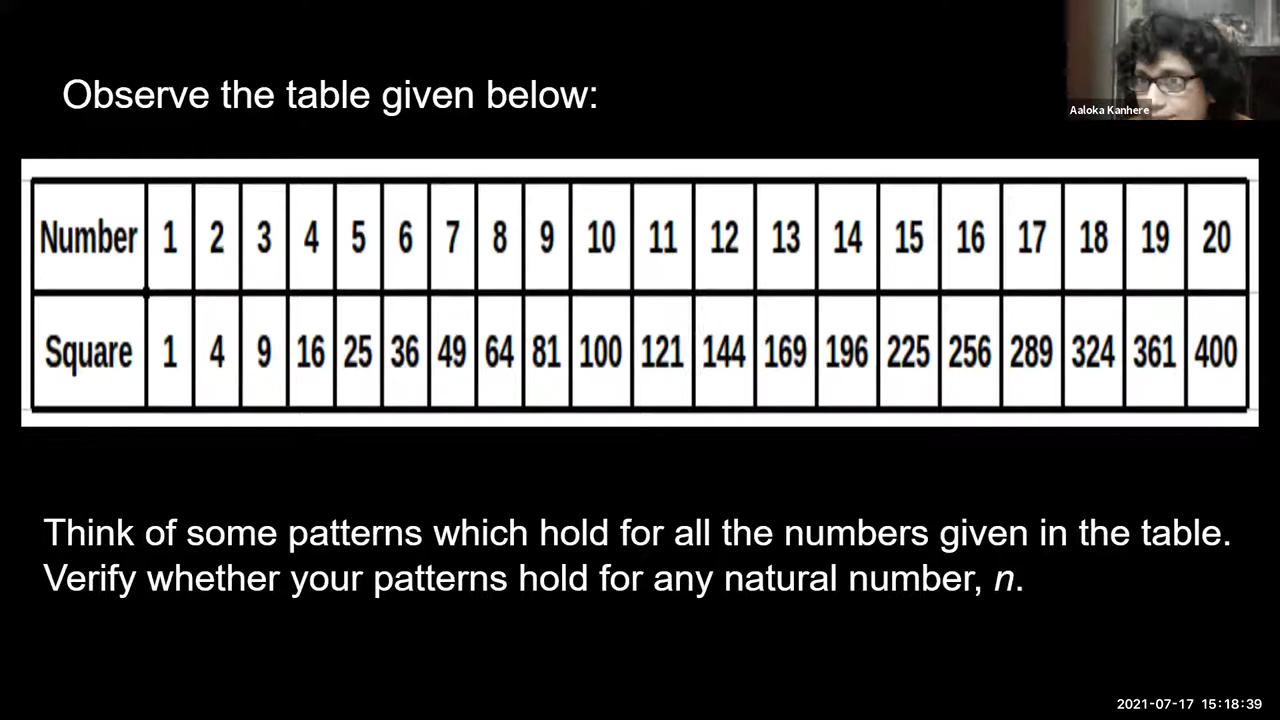 Observe the table given below:
Aaloka Kanhere
Number 1 2 3 4 5 6 7 8 9 10 11 12 13 14 15 16 17 18 19 20
Square 1 4 9 16 25 36 49 64 81 100 121 144 169 196 225 256 289 324 361 400
Think of some patterns which hold for all the numbers given in the table.
Verify whether your patterns hold for any natural number, n.
2021-07-17 15:18:39